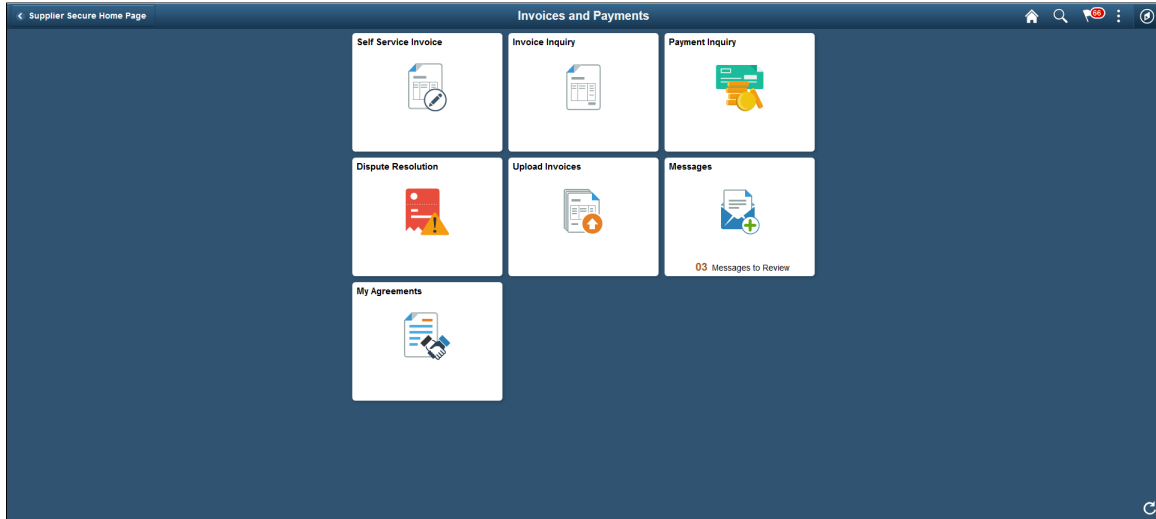 Supplier Secure Home Page
Invoices and Payments
66
Self Service Invoice
Invoice Inquiry
Payment Inquiry
Dispute Resolution
Upload Invoices
Messages
03 Messages to Review
My Agreements